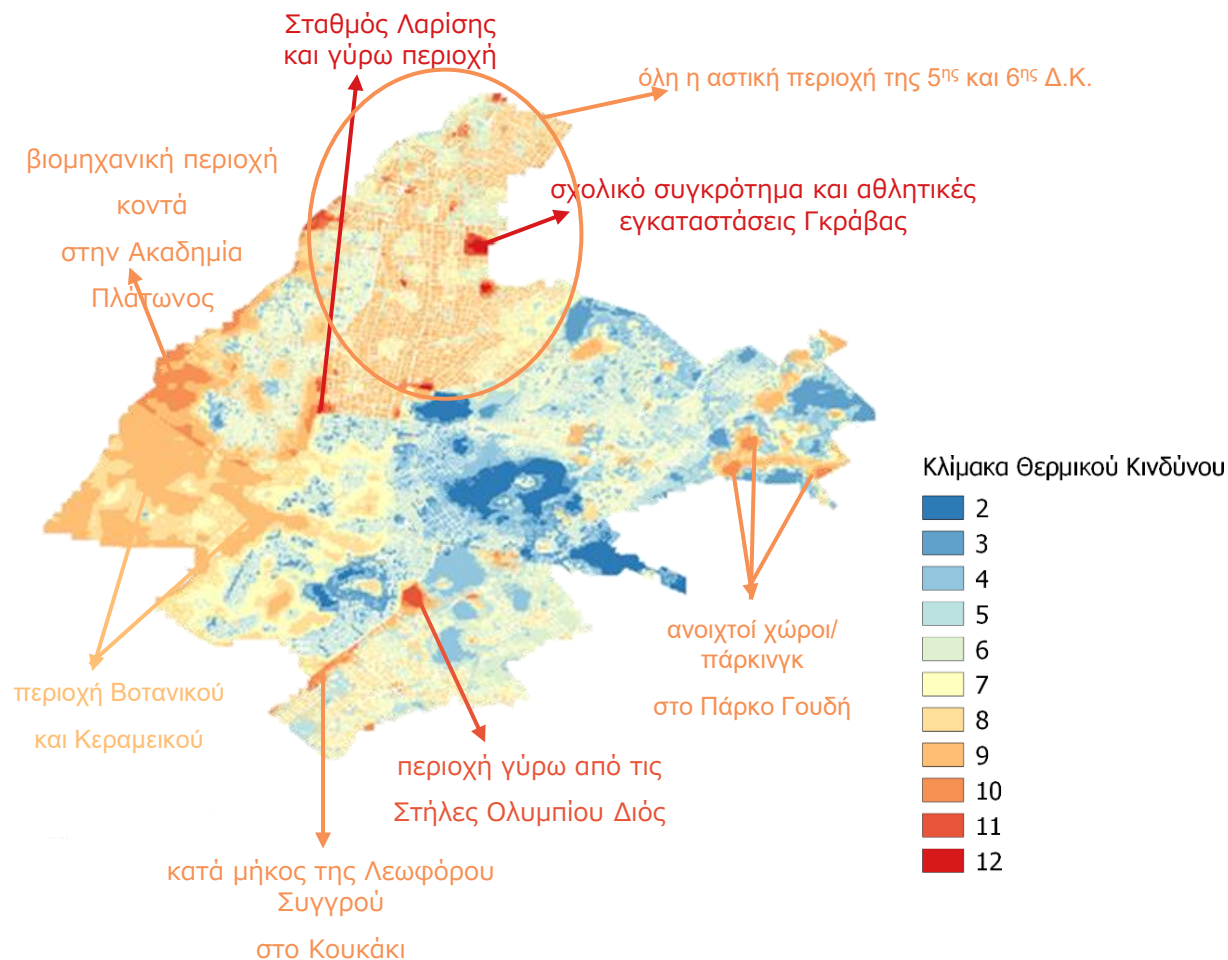 Σταθμός Λαρίσης
και γύρω περιοχή
όλη η αστική περιοχή της 5ης και 6ης Δ.Κ.
βιομηχανική περιοχή
κοντά
στην Ακαδημία
Πλάτωνος
σχολικό συγκρότημα και αθλητικές
εγκαταστάσεις Γκράβας
Κλίμακα Θερμικού Κινδύνου
2
3
4
5
6
7
8
9
10
11
12
ανοιχτοί χώροι/
πάρκινγκ
στο Πάρκο Γουδή
περιοχή Βοτανικού
και Κεραμεικού
περιοχή γύρω από τις
Στήλες Ολυμπίου Διός
κατά μήκος της Λεωφόρου
Συγγρού
στο Κουκάκι